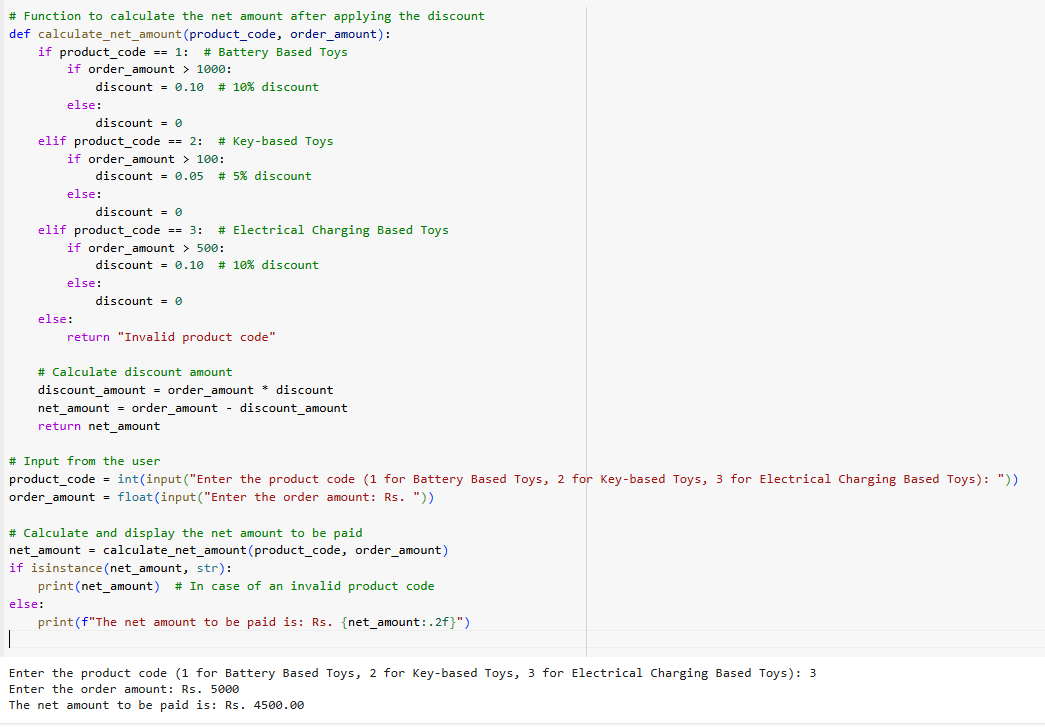 # Function to calculate the net amount after applying the discount
def calculate_net_amount(product_code, order_amount):
    if product_code == 1:  # Battery Based Toys
        if order_amount > 1000:
            discount = 0.10  # 10% discount
        else:
            discount = 0
    elif product_code == 2:  # Key-based Toys
        if order_amount > 100:
            discount = 0.05  # 5% discount
        else:
            discount = 0
    elif product_code == 3:  # Electrical Charging Based Toys
        if order_amount > 500:
            discount = 0.10  # 10% discount
        else:
            discount = 0
    else:
        return "Invalid product code"

    # Calculate discount amount
    discount_amount = order_amount * discount
    net_amount = order_amount - discount_amount
    return net_amount

# Input from the user
product_code = int(input("Enter the product code (1 for Battery Based Toys, 2 for Key-based Toys, 3 for Electrical Charging Based Toys): "))
order_amount = float(input("Enter the order amount: Rs. "))

# Calculate and display the net amount to be paid
net_amount = calculate_net_amount(product_code, order_amount)
if isinstance(net_amount, str):
    print(net_amount)  # In case of an invalid product code
else:
    print(f"The net amount to be paid is: Rs. {net_amount:.2f}")

Enter the product code (1 for Battery Based Toys, 2 for Key-based Toys, 3 for Electrical Charging Based Toys): 3
Enter the order amount: Rs. 5000
The net amount to be paid is: Rs. 4500.00